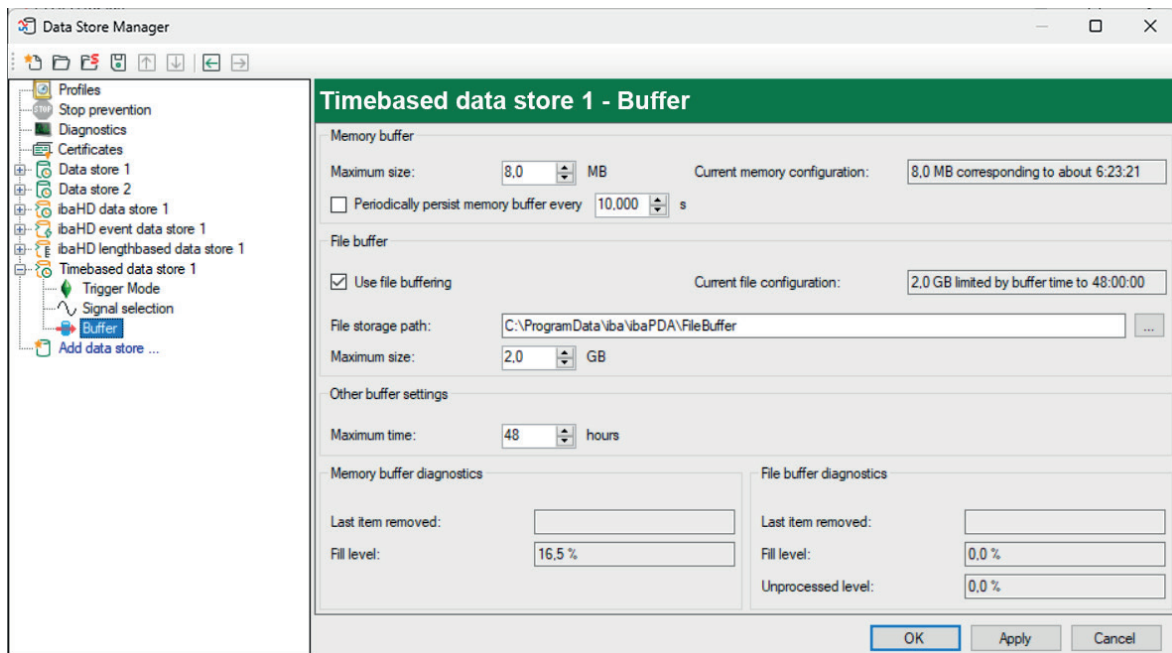 Data Store Manager
Profiles
STOP Stop prevention
Diagnostics
Certificates
Data store 1
Data store 2
ibaHD data store 1
ibaHD event data store 1
ibaHD lengthbased data store 1
Timebased data store 1
Trigger Mode
Signal selection
Buffer
Add data store ...
Timebased data store 1 - Buffer
Memory buffer
Maximum size: 8,0 MB Current memory configuration: 8,0 MB corresponding to about 6:23:21
Periodically persist memory buffer every 10,000 s
File buffer
Use file buffering Current file configuration: 2,0 GB limited by buffer time to 48:00:00
File storage path: C:\ProgramData\iba\ibaPDA\FileBuffer ...
Maximum size: 2,0 GB
Other buffer settings
Maximum time: 48 hours
Memory buffer diagnostics
Last item removed:
Fill level: 16,5 %
File buffer diagnostics
Last item removed:
Fill level: 0,0 %
Unprocessed level: 0,0 %
OK Apply Cancel